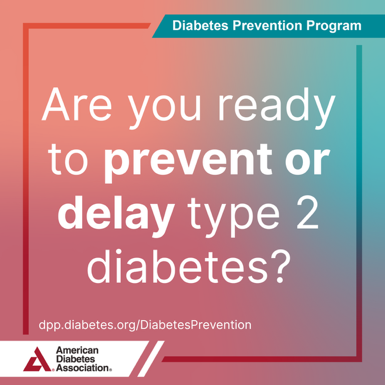 Diabetes Prevention Program
Are you ready
to prevent or
delay type 2
diabetes?
dpp.diabetes.org/DiabetesPrevention
American
Diabetes
Association®